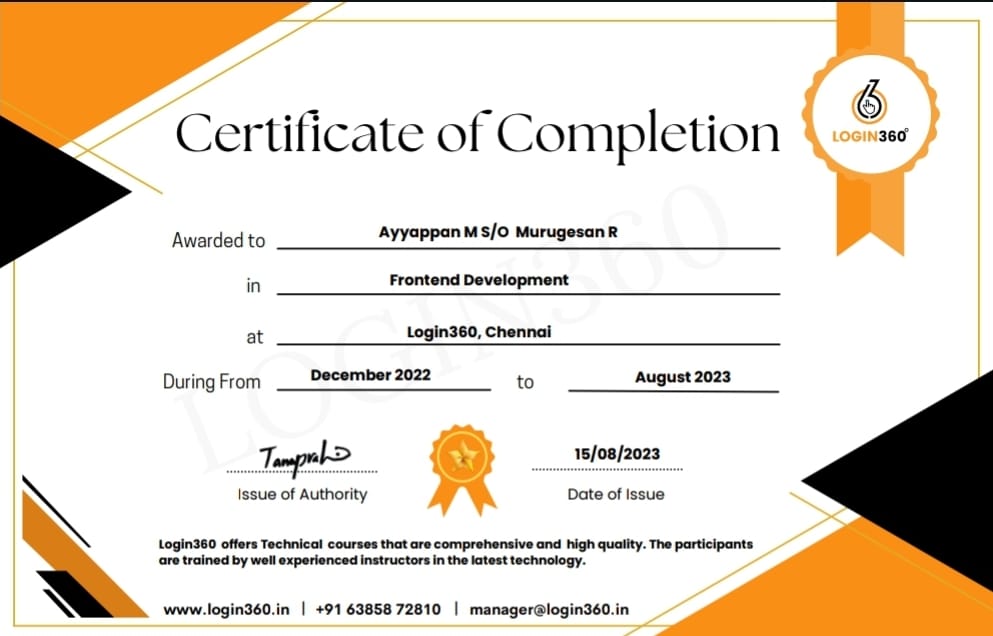 Certificate of Completion
LOGIN360
Awarded to Ayyappan M S/O Murugesan R
in Frontend Development
at Login360, Chennai
During From December 2022 to August 2023
LOGIN360
15/08/2023
Issue of Authority Date of Issue
Login360 offers Technical courses that are comprehensive and high quality. The participants
are trained by well experienced instructors in the latest technology.
www.login360.in | +91 63858 72810 | manager@login360.in